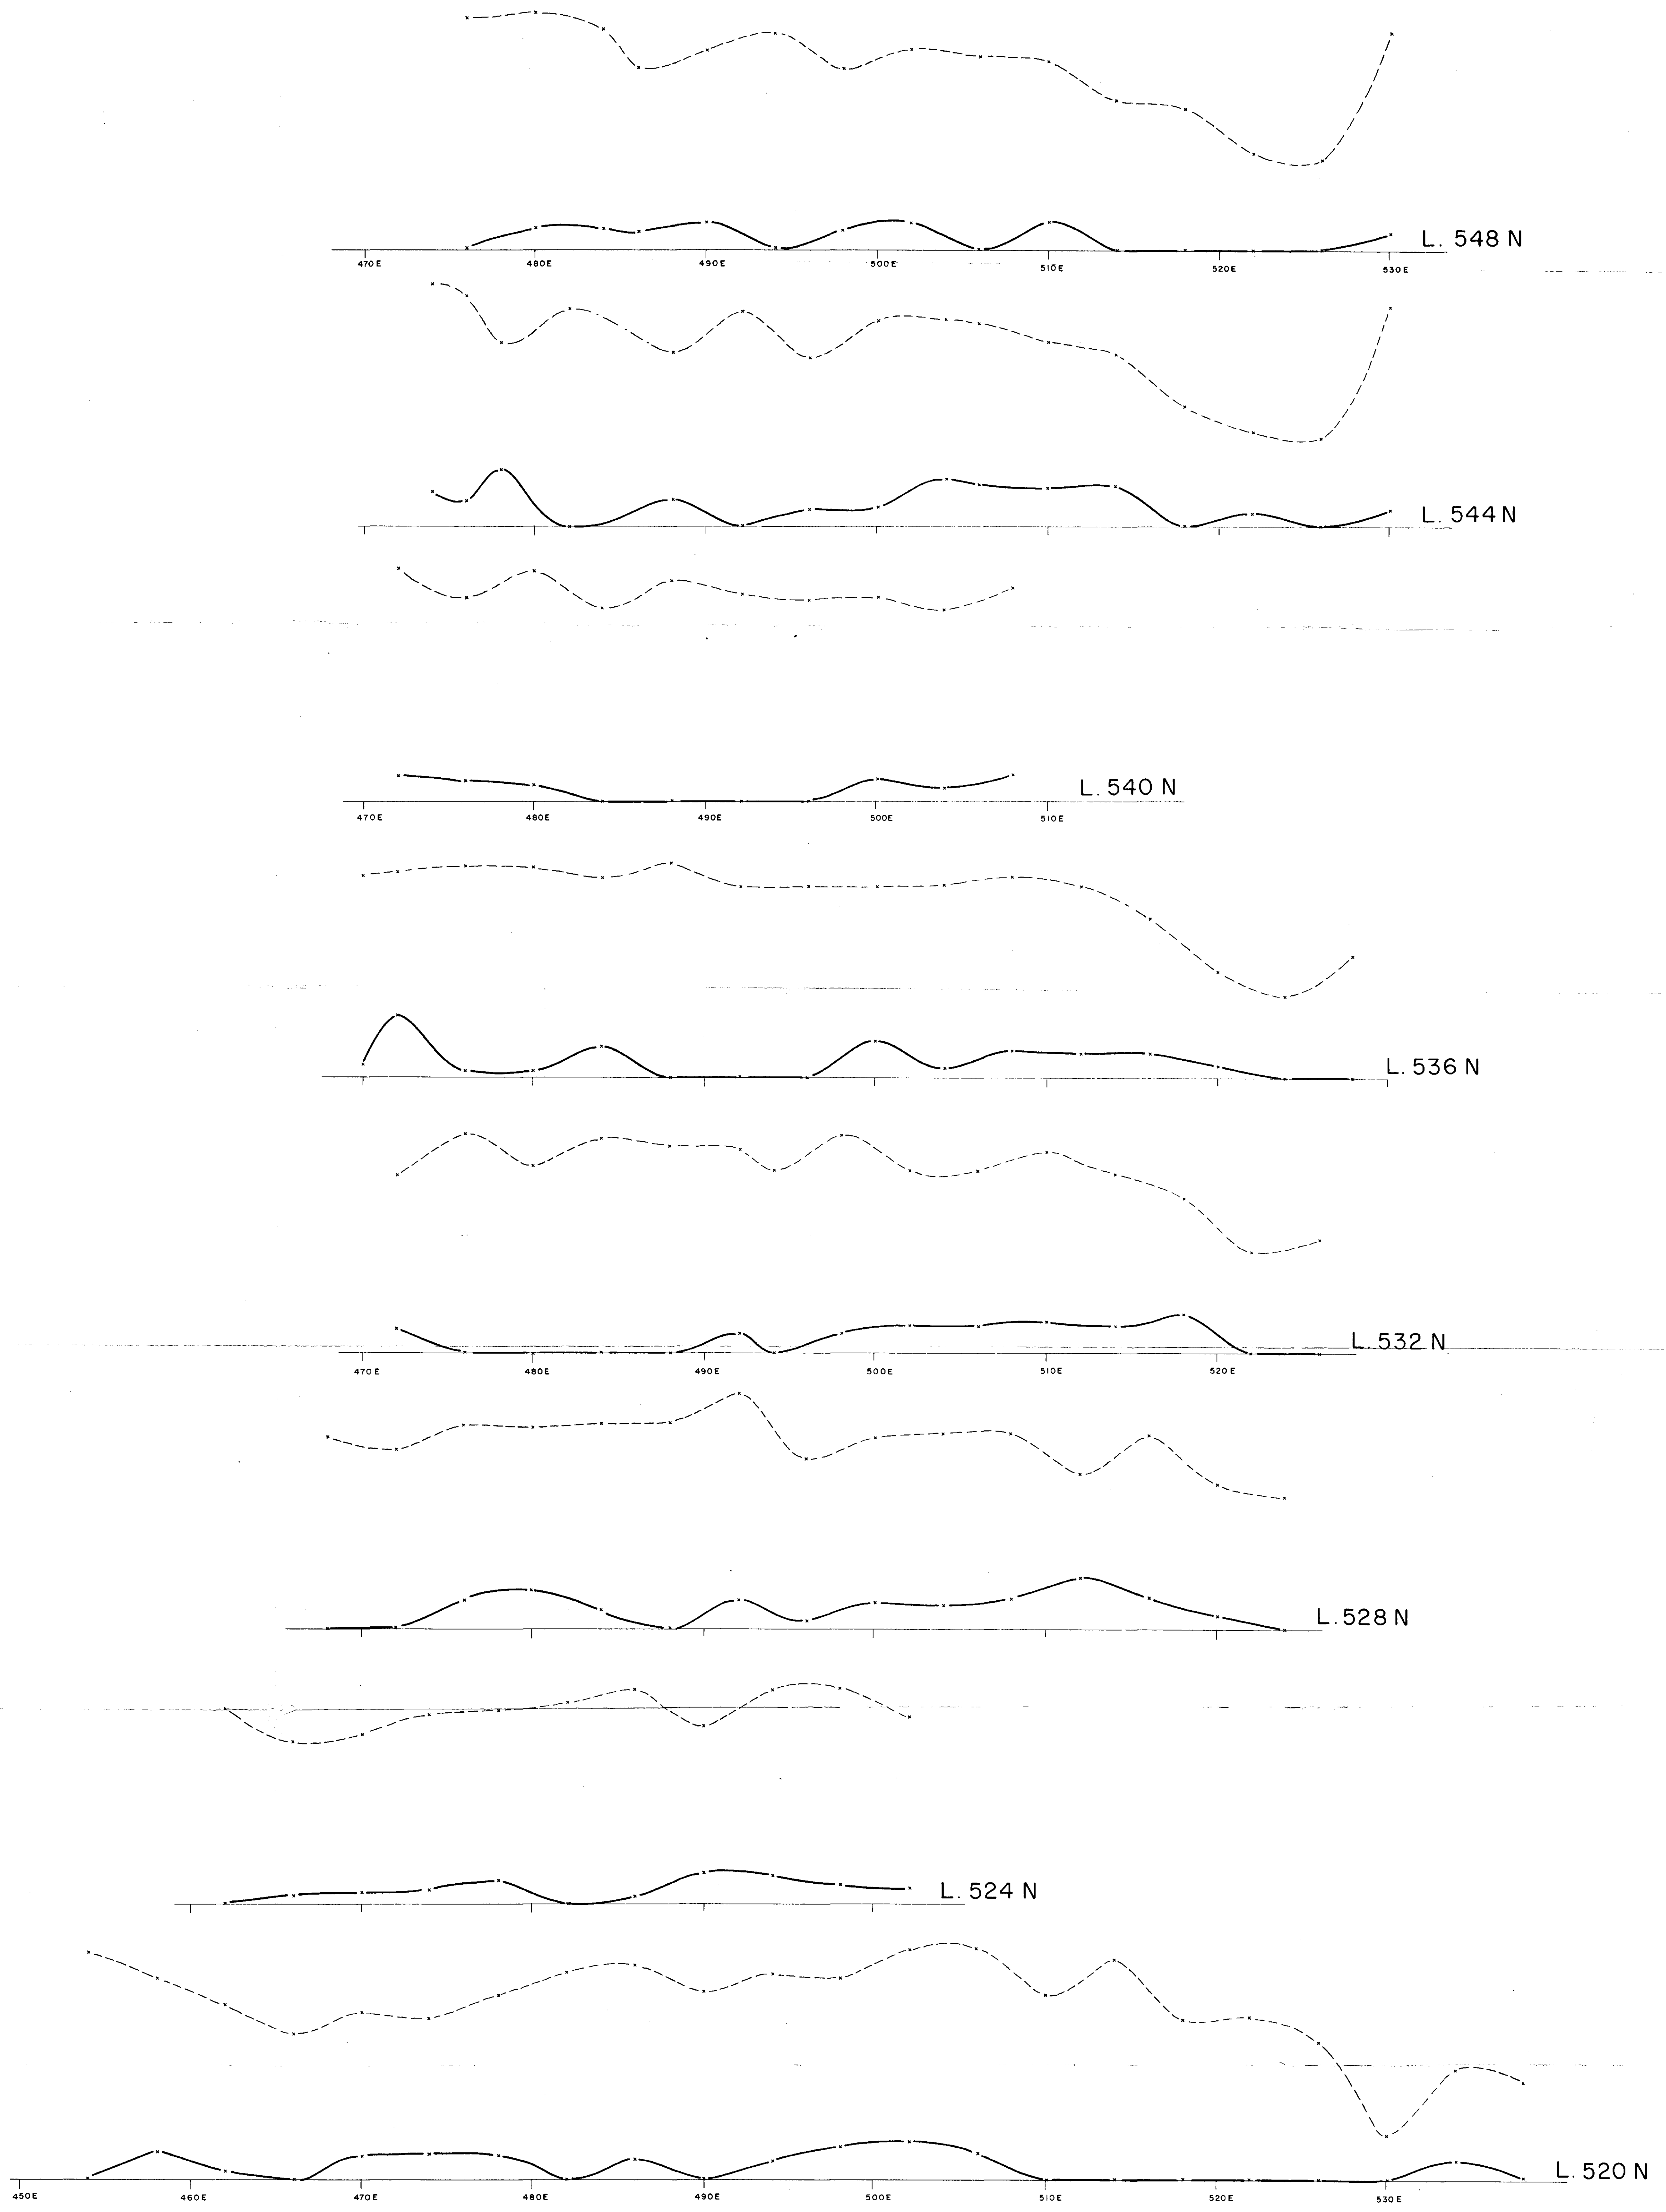 L. 548 N
470E 480E 490E 500E 510E 520E 530E
L. 544 N
L. 540 N
470E 480E 490E 500E 510E
L. 536 N
L. 532 N
470E 480E 490E 500E 510E 520E
L. 528 N
L. 524 N
L. 520 N
450E 460E 470E 480E 490E 500E 510E 520E 530E